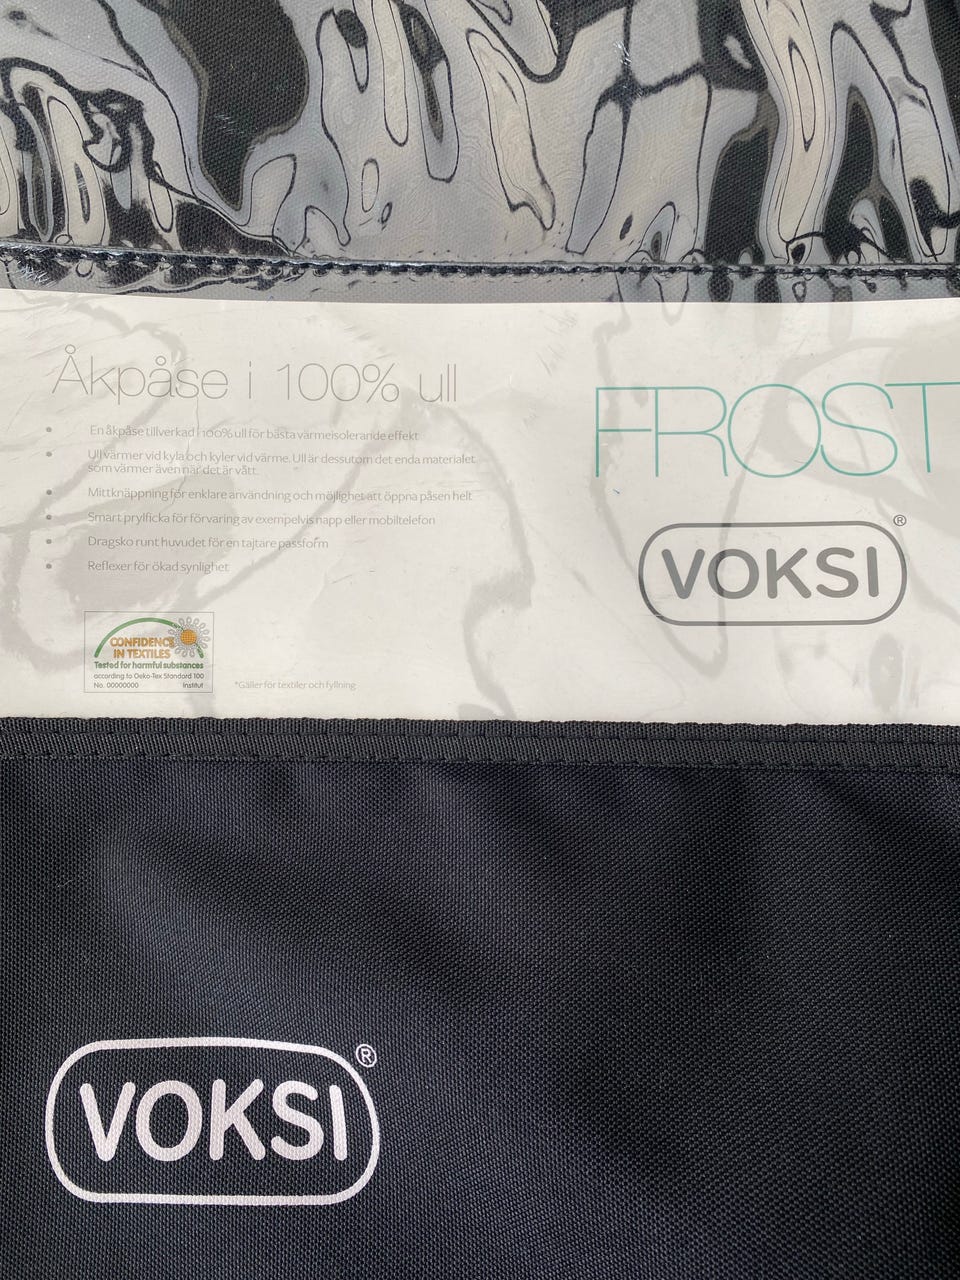 Åkpåse i 100% ull
• En åkpåse tillverkad i 100% ull för bästa värmeisolerande effekt
• Ull värmer vid kyla och kyler vid värme. Ull är dessutom det enda materialet
som värmer även när det är vått.
• Mittknäppning för enklare användning och möjlighet att öppna påsen helt
• Smart prylficka för förvaring av exempelvis napp eller mobiltelefon
• Dragsko runt huvudet för en tajtare passform
• Reflexer för ökad synlighet
CONFIDENCE
IN TEXTILES
Tested for harmful substances
according to Oeko-Tex Standard 100
No. 00000000 Institut
*Gäller för textiler och fyllning
FROST
VOKSI®
VOKSI®